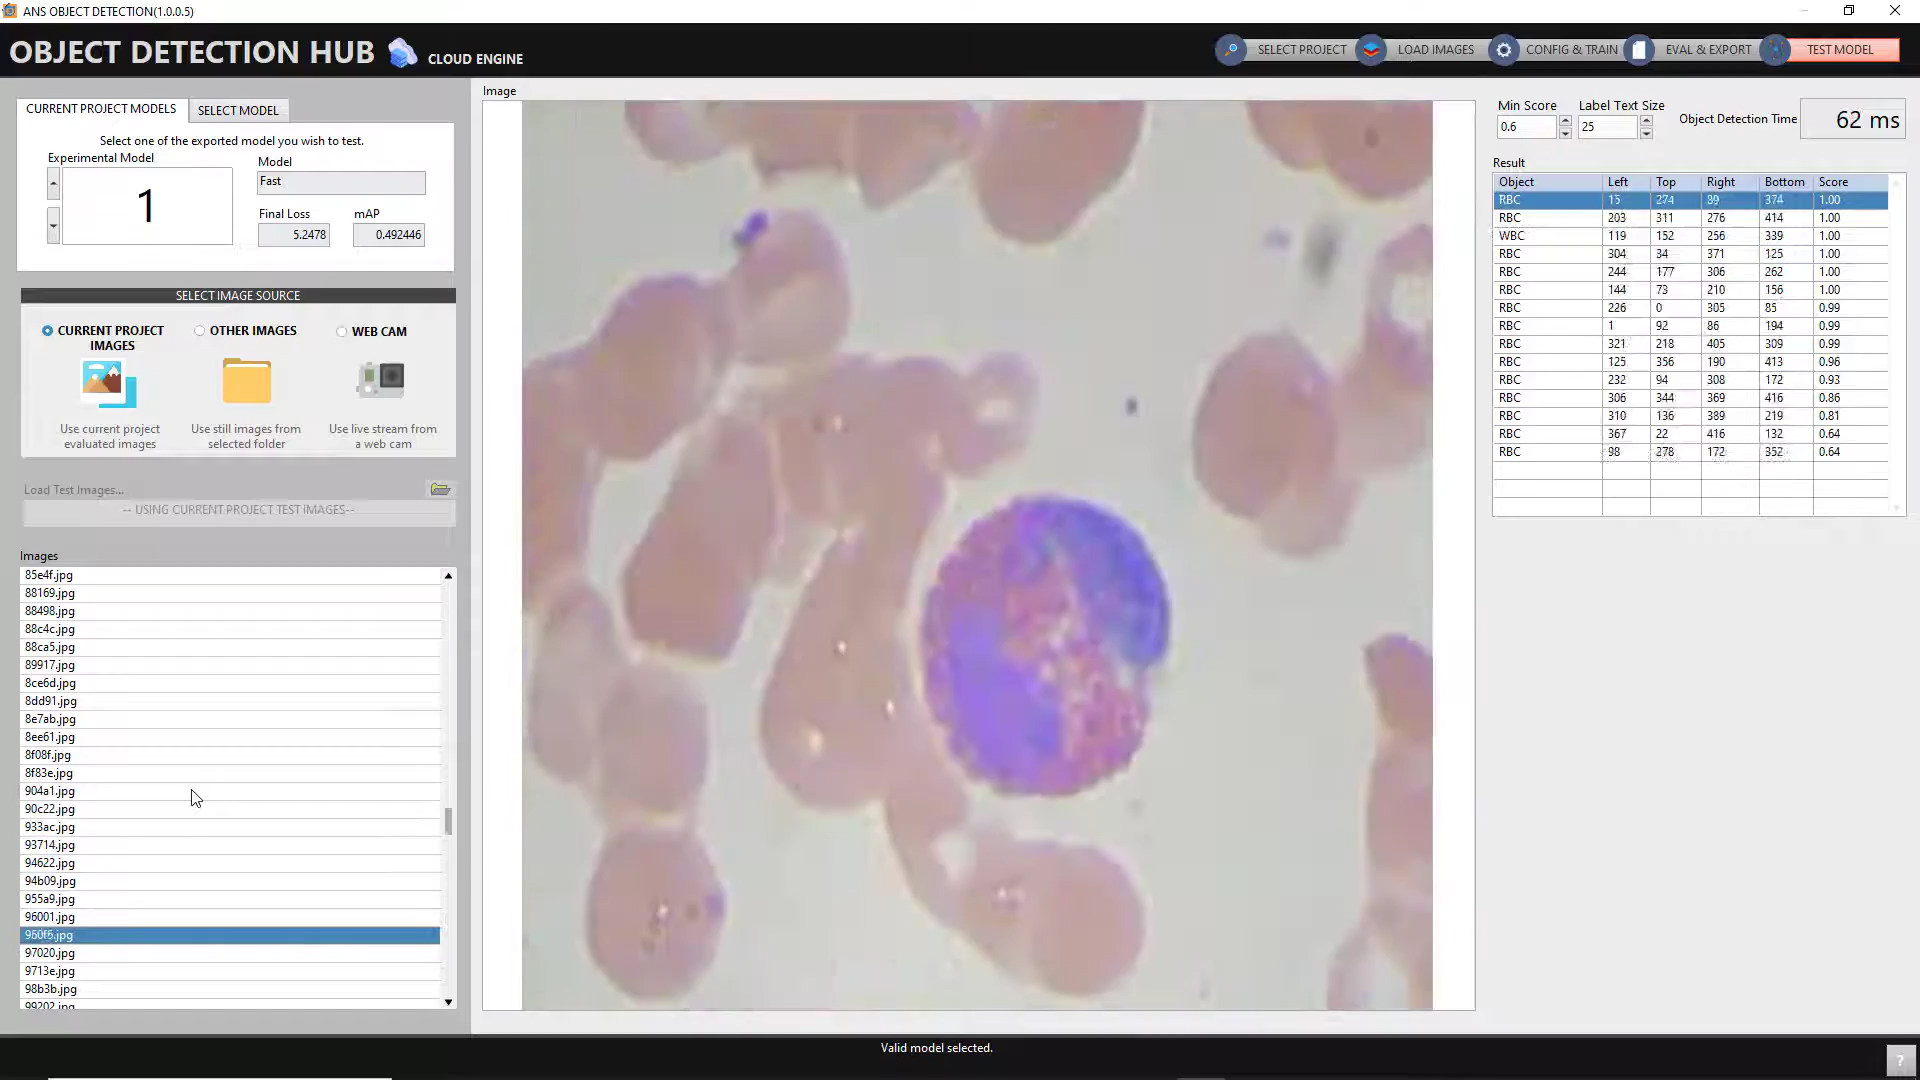 ANS OBJECT DETECTION(1.0.0.5)
OBJECT DETECTION HUB CLOUD ENGINE
SELECT PROJECT LOAD IMAGES CONFIG & TRAIN EVAL & EXPORT TEST MODEL
CURRENT PROJECT MODELS SELECT MODEL
Select one of the exported model you wish to test.
Experimental Model
1
Model
Fast
Final Loss mAP
5.2478 0.492446
SELECT IMAGE SOURCE
CURRENT PROJECT IMAGES
OTHER IMAGES
WEB CAM
Use current project evaluated images
Use still images from selected folder
Use live stream from a web cam
Load Test Images...
-- USING CURRENT PROJECT TEST IMAGES--
Images
85e4f.jpg
88169.jpg
88498.jpg
88c4c.jpg
88ca5.jpg
89917.jpg
8ce6d.jpg
8dd91.jpg
8e7ab.jpg
8ee61.jpg
8f08f.jpg
8f83e.jpg
904a1.jpg
90c22.jpg
933ac.jpg
93714.jpg
94622.jpg
94b09.jpg
955a9.jpg
96001.jpg
960f6.jpg
97020.jpg
9713e.jpg
98b3b.jpg
99202.jpg
Image
Min Score
0.6
Label Text Size
25
Object Detection Time 62 ms
Result
Object Left Top Right Bottom Score
RBC 15 274 89 374 1.00
RBC 203 311 276 414 1.00
WBC 119 152 256 339 1.00
RBC 304 34 371 125 1.00
RBC 244 177 306 262 1.00
RBC 144 73 210 156 1.00
RBC 226 0 305 85 0.99
RBC 1 92 86 194 0.99
RBC 321 218 405 309 0.99
RBC 125 356 190 413 0.96
RBC 232 94 308 172 0.93
RBC 306 344 369 416 0.86
RBC 310 136 389 219 0.81
RBC 367 22 416 132 0.64
RBC 98 278 172 352 0.64
Valid model selected.
?